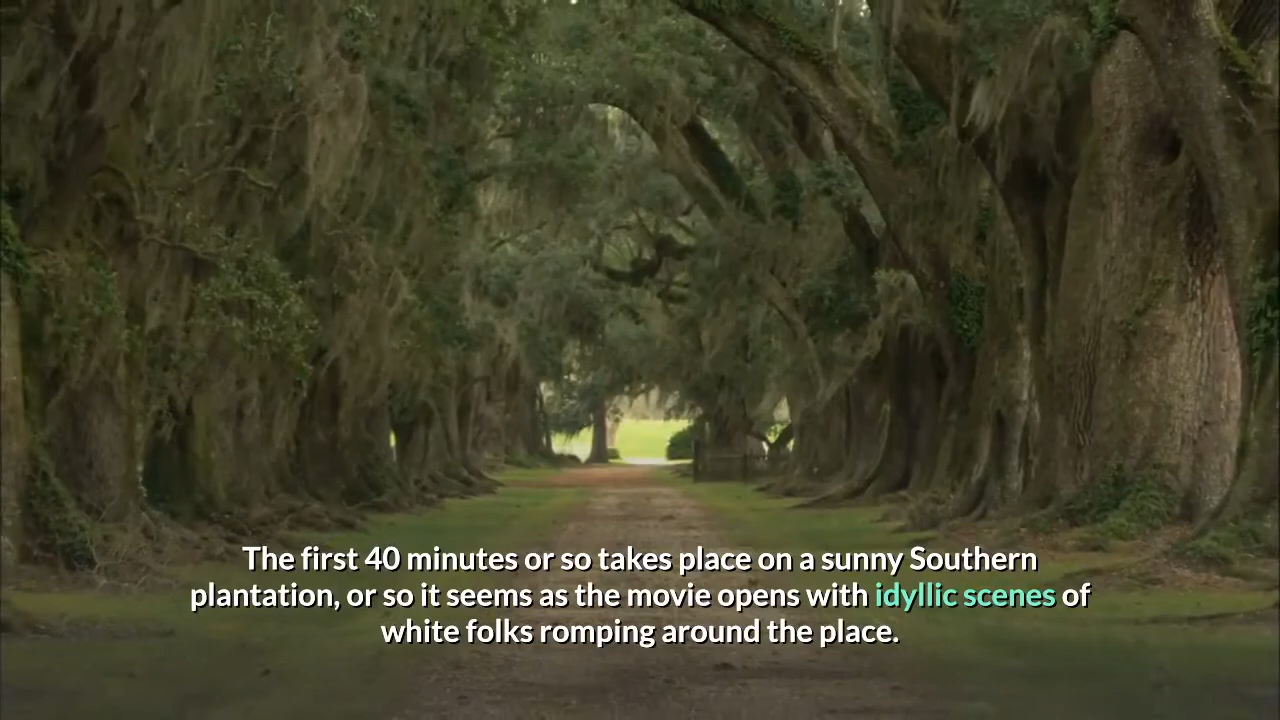 The first 40 minutes or so takes place on a sunny Southern
plantation, or so it seems as the movie opens with idyllic scenes of
white folks romping around the place.